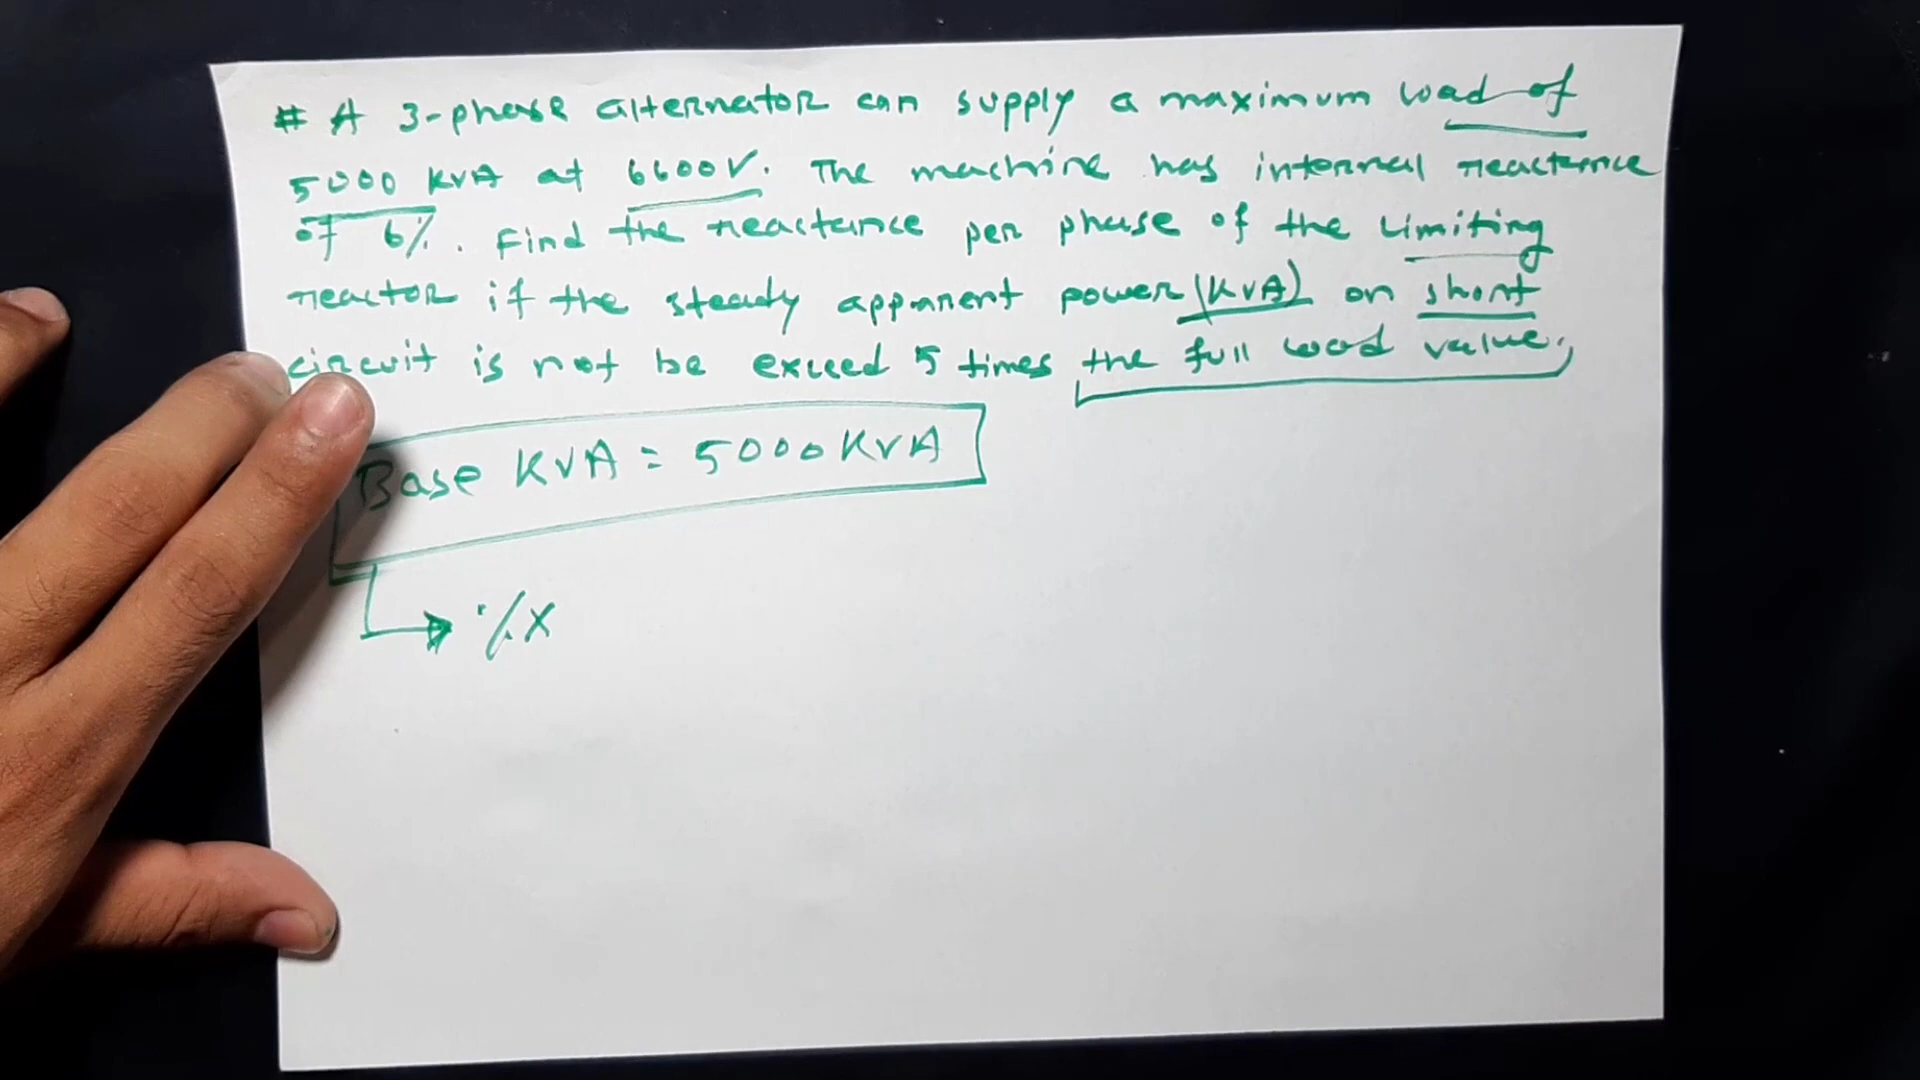 # A 3-phase alternator can supply a maximum load of
5000 KVA at 6600V. The machine has internal reactance
of 6%. Find the reactance per phase of the limiting
reactor if the steady apparent power (KVA) on short
circuit is not be exceed 5 times the full load value.
Base KVA = 5000 KVA
%X